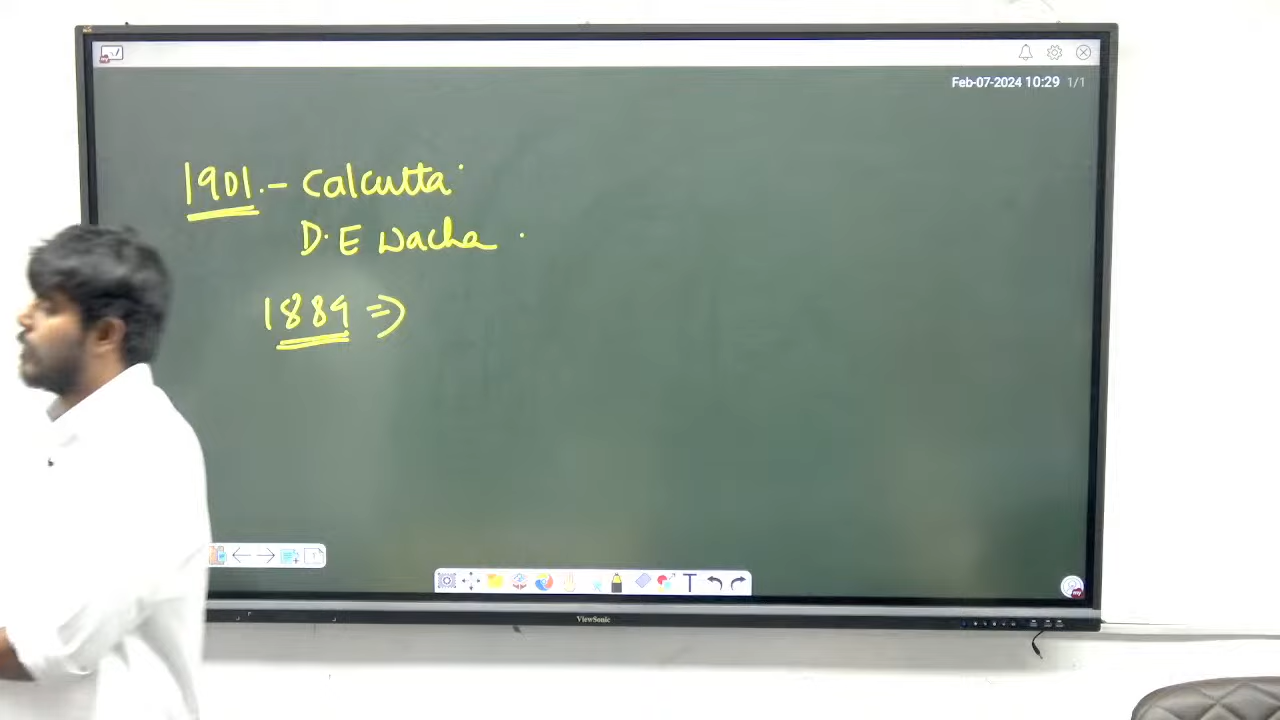 Feb-07-2024 10:29 1/1
1901.- Calcutta
D.E Wacha
1889 =>
ViewSonic